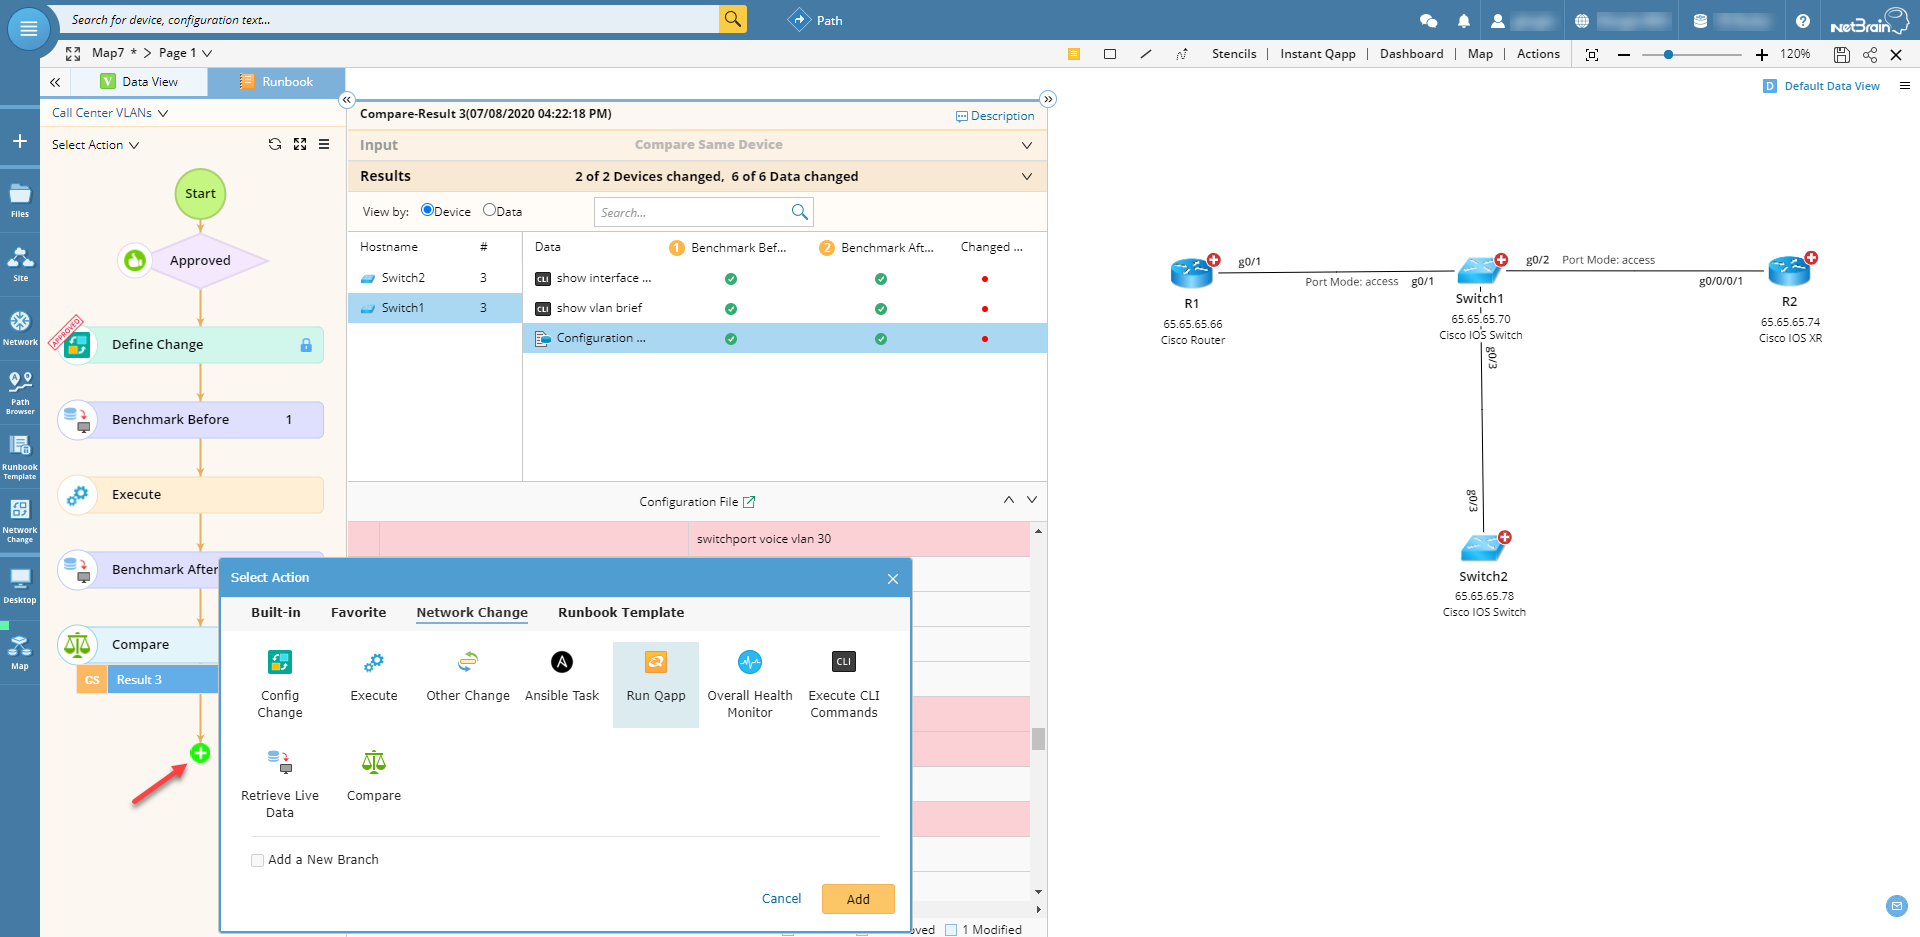 Search for device, configuration text...
Path
NetBrain
Map7 * > Page 1
Stencils
Instant Qapp
Dashboard
Map
Actions
120%
Data View
Runbook
D Default Data View
Call Center VLANs
Select Action
Files
Site
Network
Path
Browser
Runbook
Template
Network
Change
Desktop
Map
Start
Approved
APPROVED
Define Change
Benchmark Before 1
Execute
Benchmark After
Compare
CS Result 3
Compare-Result 3(07/08/2020 04:22:18 PM)
Description
Input Compare Same Device
Results 2 of 2 Devices changed, 6 of 6 Data changed
View by: Device Data
Search...
Hostname #
Switch2 3
Switch1 3
Data 1 Benchmark Bef... 2 Benchmark Aft... Changed ...
CLI show interface ...
CLI show vlan brief
Configuration ...
Configuration File
switchport voice vlan 30
Select Action
Built-in Favorite Network Change Runbook Template
Config
Change
Execute
Other Change
A
Ansible Task
Run Qapp
Overall Health
Monitor
CLI
Execute CLI
Commands
Retrieve Live
Data
Compare
Add a New Branch
Cancel
Add
1 Modified
g0/1
Port Mode: access
g0/1
g0/2
Port Mode: access
g0/0/0/1
R1
65.65.65.66
Cisco Router
Switch1
65.65.65.70
Cisco IOS Switch
R2
65.65.65.74
Cisco IOS XR
g0/3
g0/3
Switch2
65.65.65.78
Cisco IOS Switch